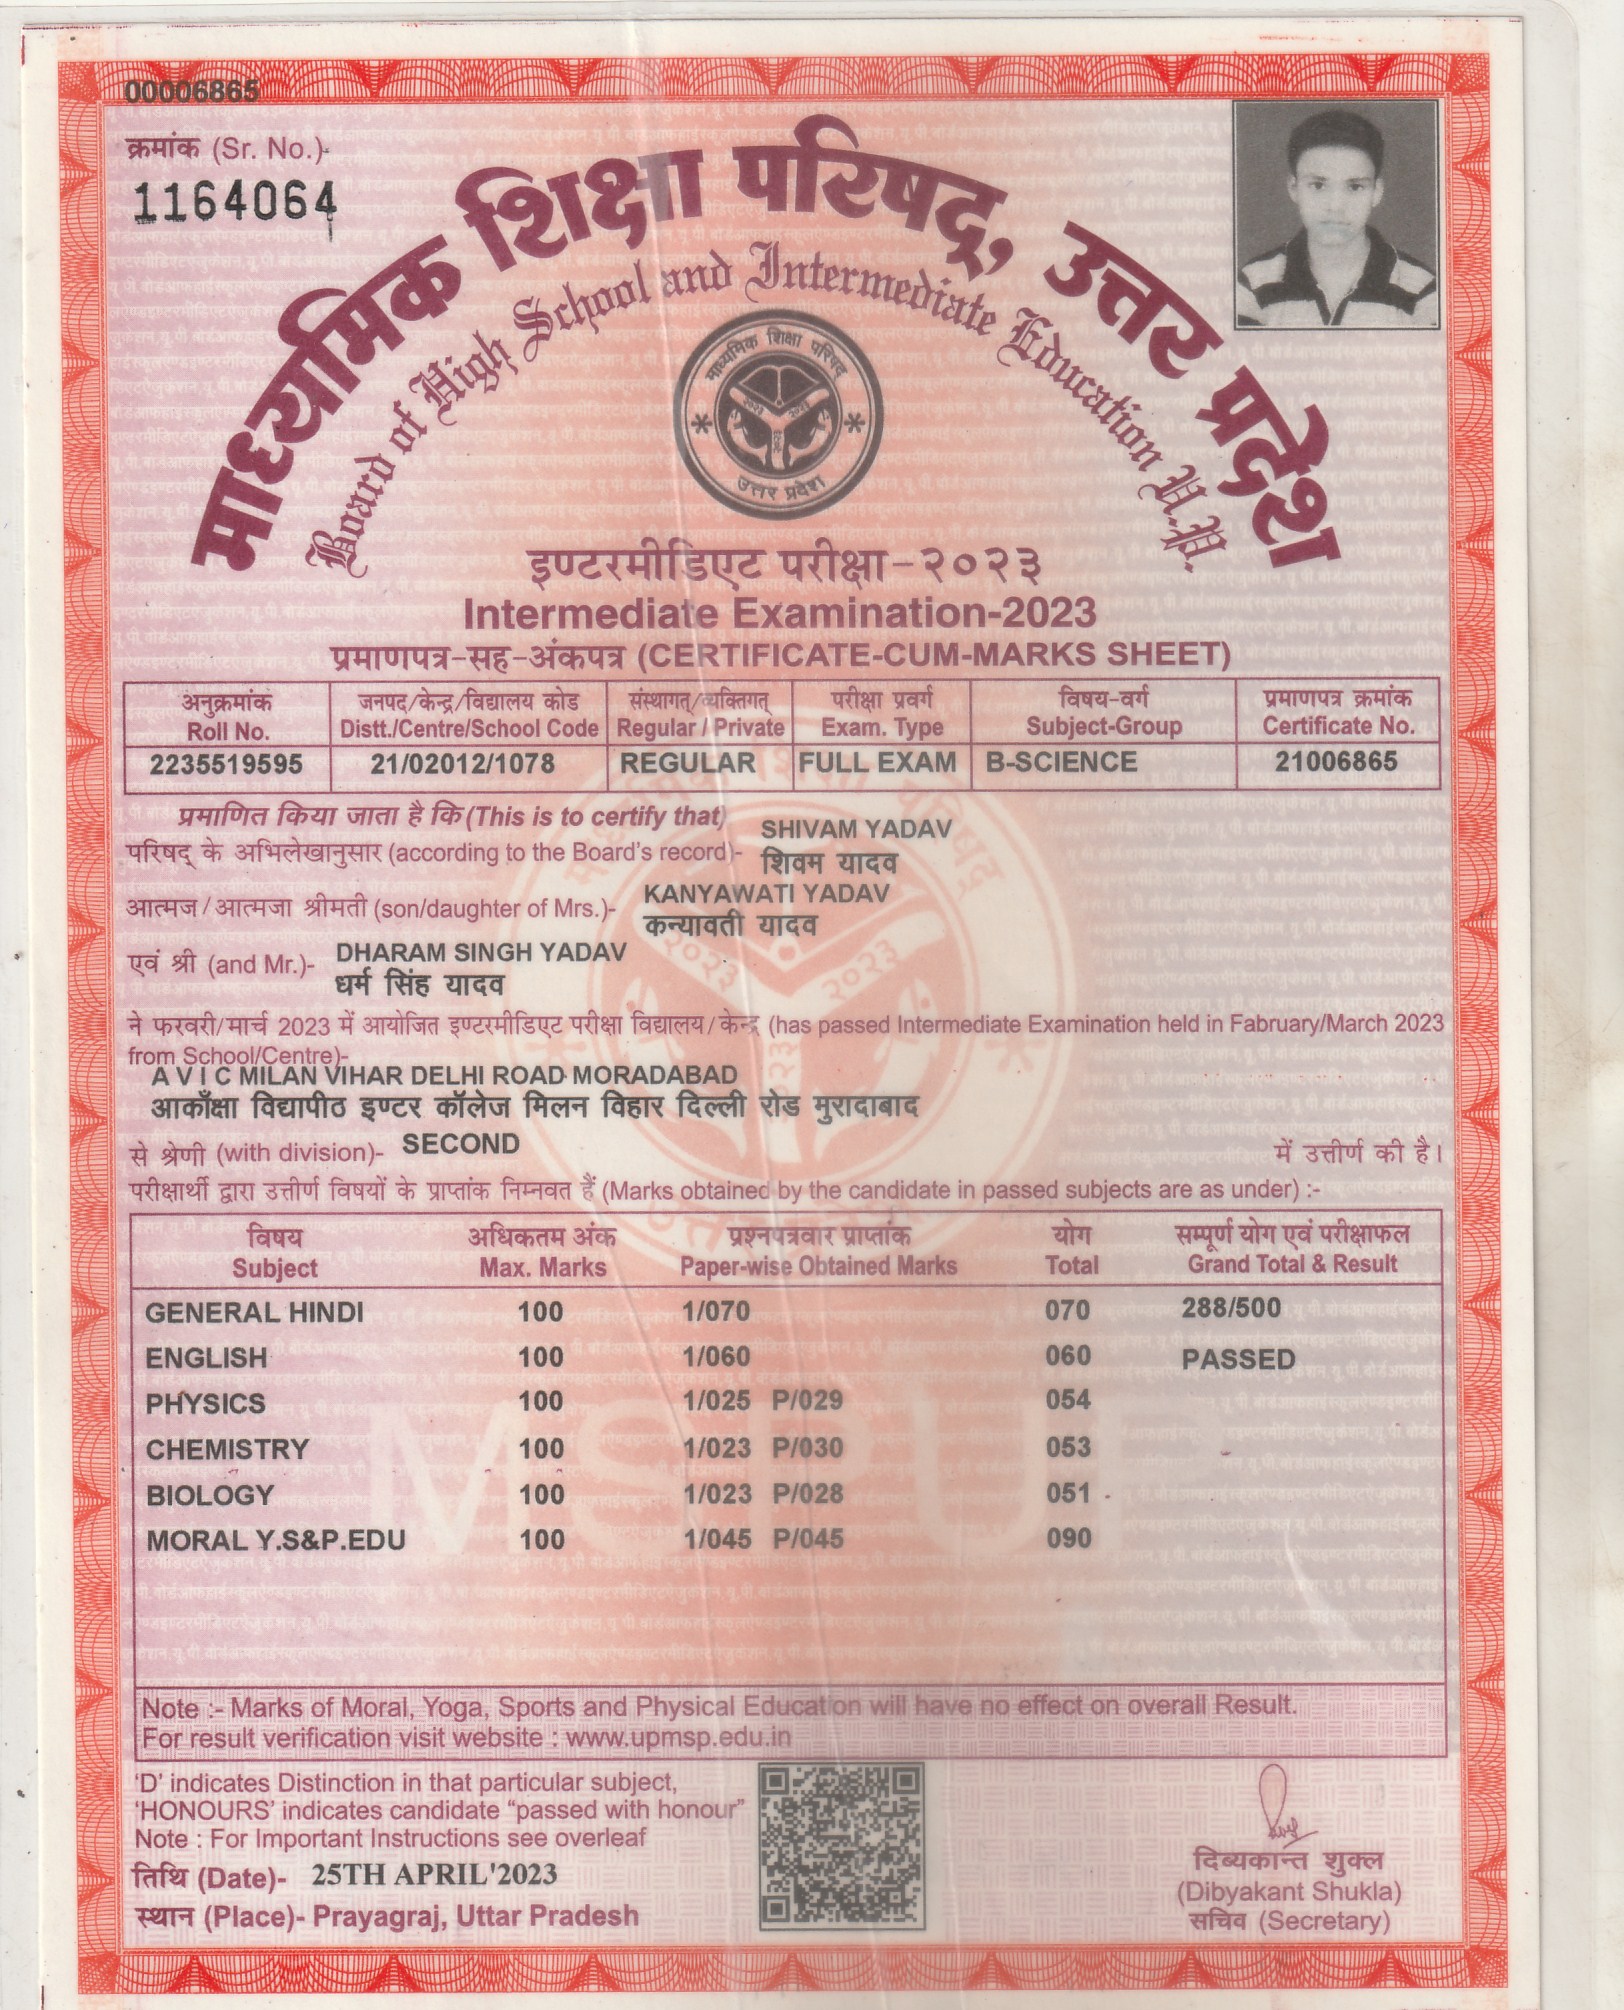 00006865
क्रमांक (Sr. No.)-
1164064
माध्यमिक शिक्षा परिषद्, उत्तर प्रदेश
Board of High School and Intermediate Education U.P.
माध्यमिक शिक्षा परिषद्
उत्तर प्रदेश
इण्टरमीडिएट परीक्षा-२०२३
Intermediate Examination-2023
प्रमाणपत्र-सह-अंकपत्र (CERTIFICATE-CUM-MARKS SHEET)
अनुक्रमांक जनपद/केन्द्र/विद्यालय कोड संस्थागत/व्यक्तिगत् परीक्षा प्रवर्ग विषय-वर्ग प्रमाणपत्र क्रमांक
Roll No. Distt./Centre/School Code Regular / Private Exam. Type Subject-Group Certificate No.
2235519595 21/02012/1078 REGULAR FULL EXAM B-SCIENCE 21006865
प्रमाणित किया जाता है कि (This is to certify that) SHIVAM YADAV
परिषद् के अभिलेखानुसार (according to the Board's record)- शिवम यादव
KANYAWATI YADAV
आत्मज/आत्मजा श्रीमती (son/daughter of Mrs.)- कन्यावती यादव
DHARAM SINGH YADAV
एवं श्री (and Mr.)- धर्म सिंह यादव
ने फरवरी/मार्च 2023 में आयोजित इण्टरमीडिएट परीक्षा विद्यालय/केन्द्र (has passed Intermediate Examination held in Fabruary/March 2023
from School/Centre)-
A V I C MILAN VIHAR DELHI ROAD MORADABAD
आकाँक्षा विद्यापीठ इण्टर कॉलेज मिलन विहार दिल्ली रोड मुरादाबाद
से श्रेणी (with division)- SECOND में उत्तीर्ण की है।
परीक्षार्थी द्वारा उत्तीर्ण विषयों के प्राप्तांक निम्नवत हैं (Marks obtained by the candidate in passed subjects are as under) :-
विषय अधिकतम अंक प्रश्नपत्रवार प्राप्तांक योग सम्पूर्ण योग एवं परीक्षाफल
Subject Max. Marks Paper-wise Obtained Marks Total Grand Total & Result
GENERAL HINDI 100 1/070 070 288/500
ENGLISH 100 1/060 060 PASSED
PHYSICS 100 1/025 P/029 054
CHEMISTRY 100 1/023 P/030 053
BIOLOGY 100 1/023 P/028 051
MORAL Y.S&P.EDU 100 1/045 P/045 090
Note :- Marks of Moral, Yoga, Sports and Physical Education will have no effect on overall Result.
For result verification visit website : www.upmsp.edu.in
'D' indicates Distinction in that particular subject,
'HONOURS' indicates candidate "passed with honour"
Note : For Important Instructions see overleaf
तिथि (Date)- 25TH APRIL'2023
स्थान (Place)- Prayagraj, Uttar Pradesh
दिब्यकान्त शुक्ल
(Dibyakant Shukla)
सचिव (Secretary)